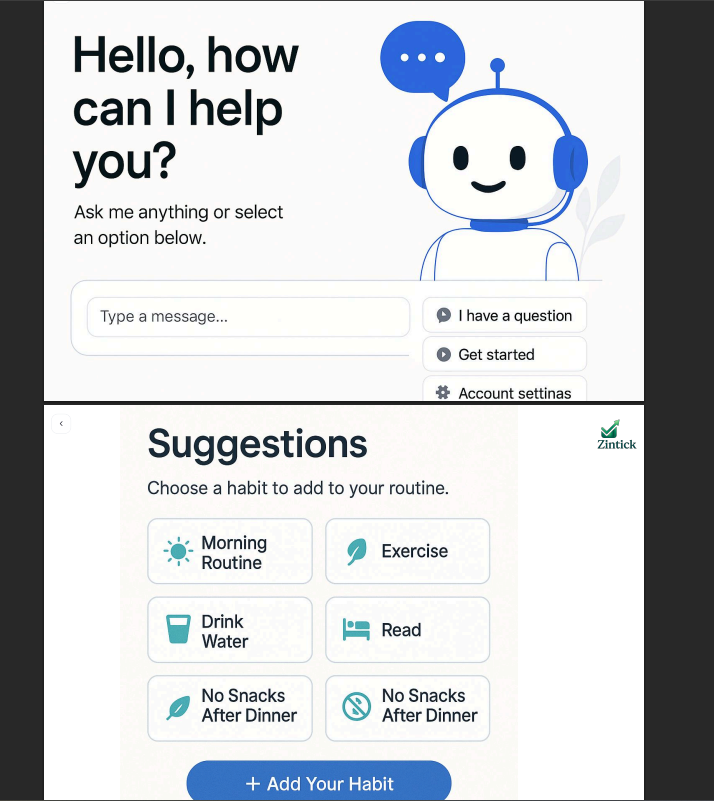 Hello, how
can I help
you?
Ask me anything or select
an option below.
Type a message...
I have a question
Get started
Account settinas
Suggestions
Zintick
Choose a habit to add to your routine.
Morning
Routine
Exercise
Drink
Water
Read
No Snacks
After Dinner
No Snacks
After Dinner
+ Add Your Habit